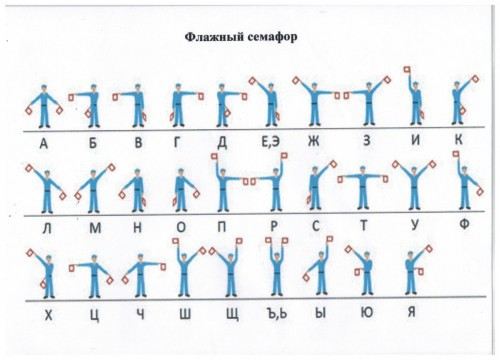 Флажный семафор
А Б В Г Д Е,Э Ж З И К
Л М Н О П Р С Т У Ф
Х Ц Ч Ш Щ Ъ,Ь Ы Ю Я